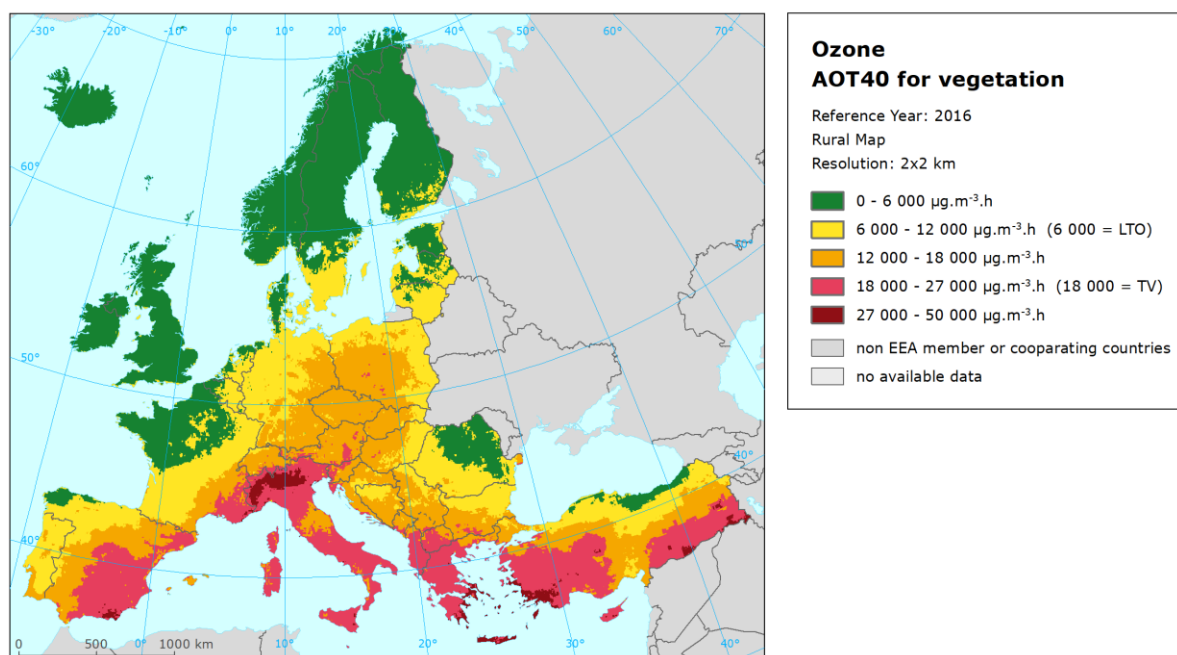 -30° -20° -10° 0° 10° 20° 30° 40° 50° 60° 70°
60°
50°
50°
40°
40°
0 500 0° 1000 km 10° 20° 30° 40°
Ozone
AOT40 for vegetation
Reference Year: 2016
Rural Map
Resolution: 2x2 km
0 - 6 000 µg.m⁻³.h
6 000 - 12 000 µg.m⁻³.h (6 000 = LTO)
12 000 - 18 000 µg.m⁻³.h
18 000 - 27 000 µg.m⁻³.h (18 000 = TV)
27 000 - 50 000 µg.m⁻³.h
non EEA member or cooparating countries
no available data